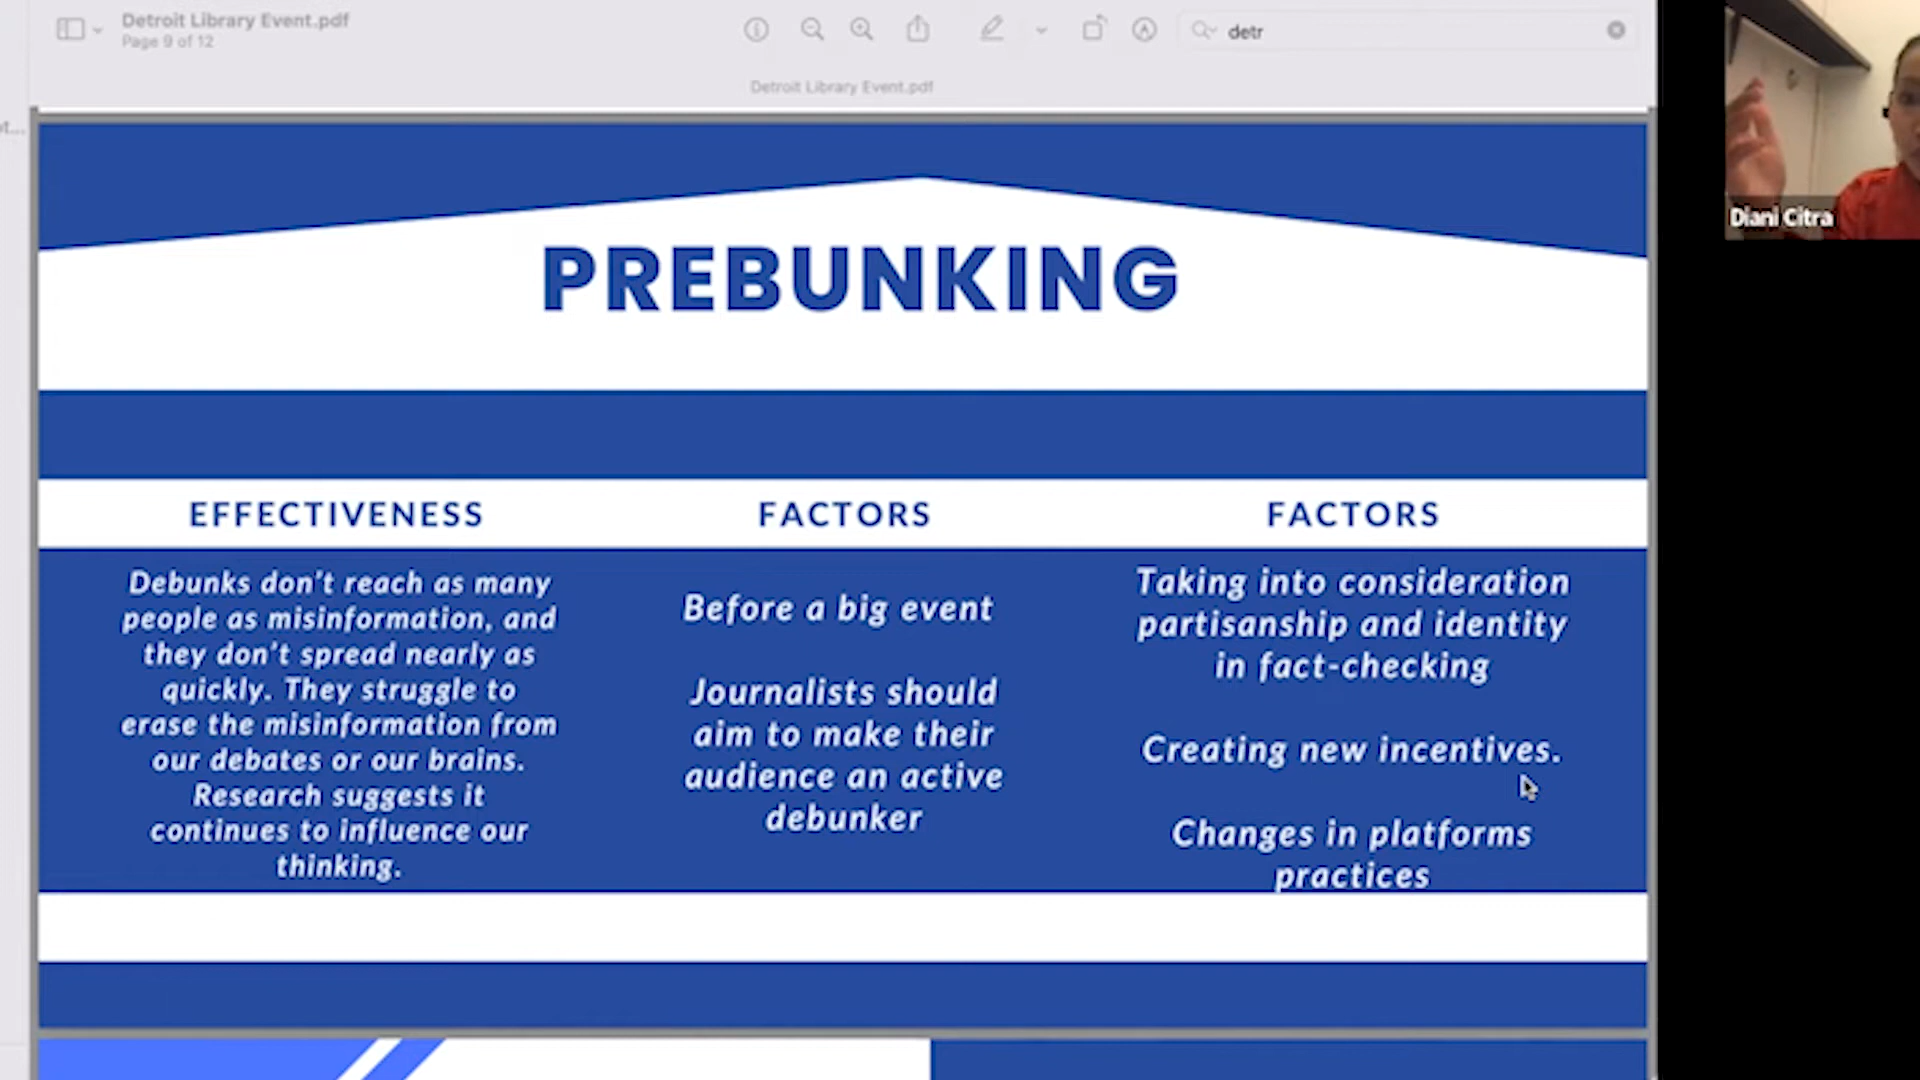 Detroit Library Event.pdf
Page 9 of 12
detr
Detroit Library Event.pdf
Diani Citra
PREBUNKING
EFFECTIVENESS
Debunks don't reach as many
people as misinformation, and
they don't spread nearly as
quickly. They struggle to
erase the misinformation from
our debates or our brains.
Research suggests it
continues to influence our
thinking.
FACTORS
Before a big event
Journalists should
aim to make their
audience an active
debunker
FACTORS
Taking into consideration
partisanship and identity
in fact-checking
Creating new incentives.
Changes in platforms
practices